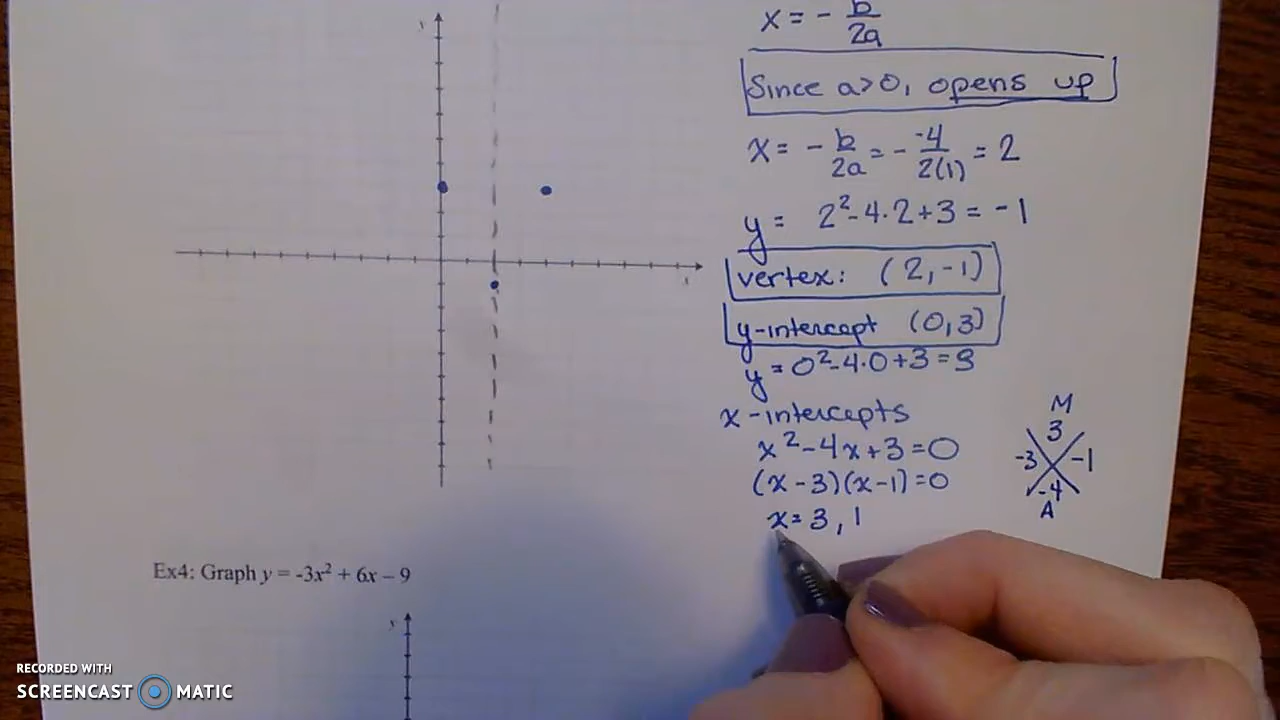 y
x = - b/2a
Since a>0, opens up
x = - b/2a = - -4/2(1) = 2
y = 2²-4·2+3 = -1
vertex: (2,-1)
x
y-intercept (0,3)
y = 0²-4·0+3=3
x-intercepts
x²-4x+3=0
(x-3)(x-1)=0
x=3,1
M
3
-3 -1
-4
A
Ex4: Graph y = -3x² + 6x – 9
y
RECORDED WITH
SCREENCAST MATIC